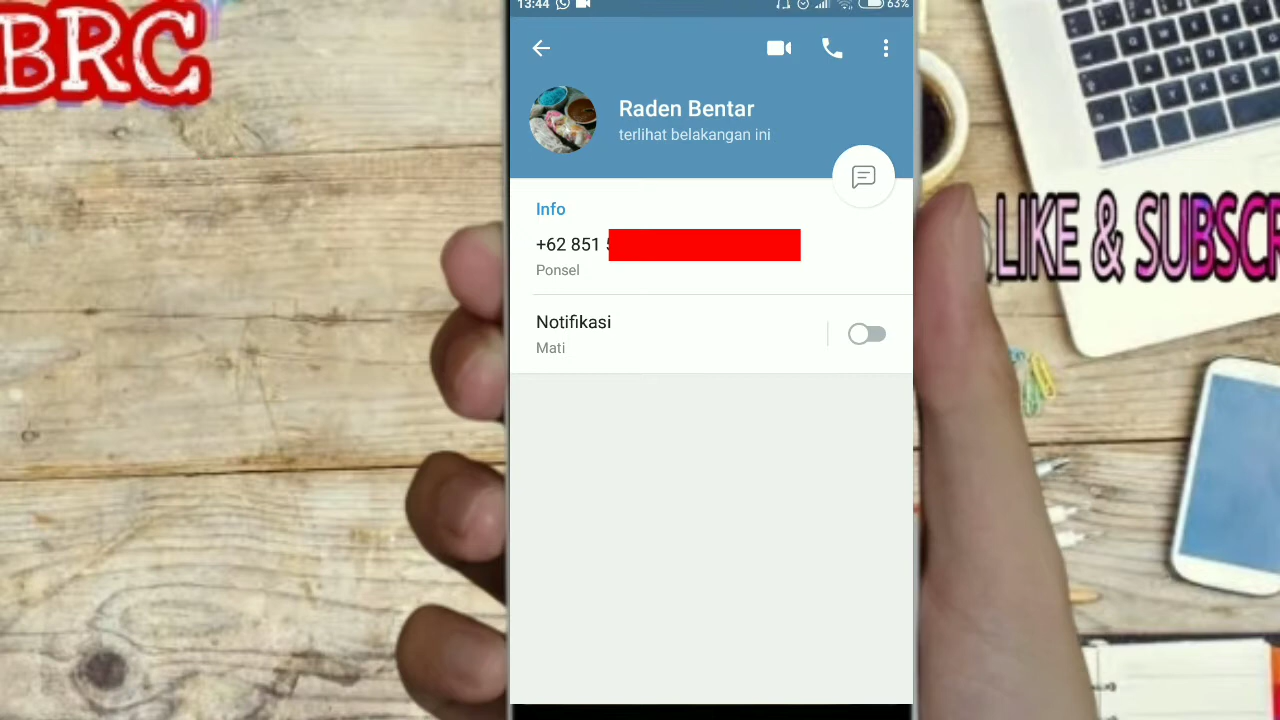 BRC
13:44
63%
Raden Bentar
terlihat belakangan ini
Info
+62 851
Ponsel
Notifikasi
Mati
LIKE & SUBSCR